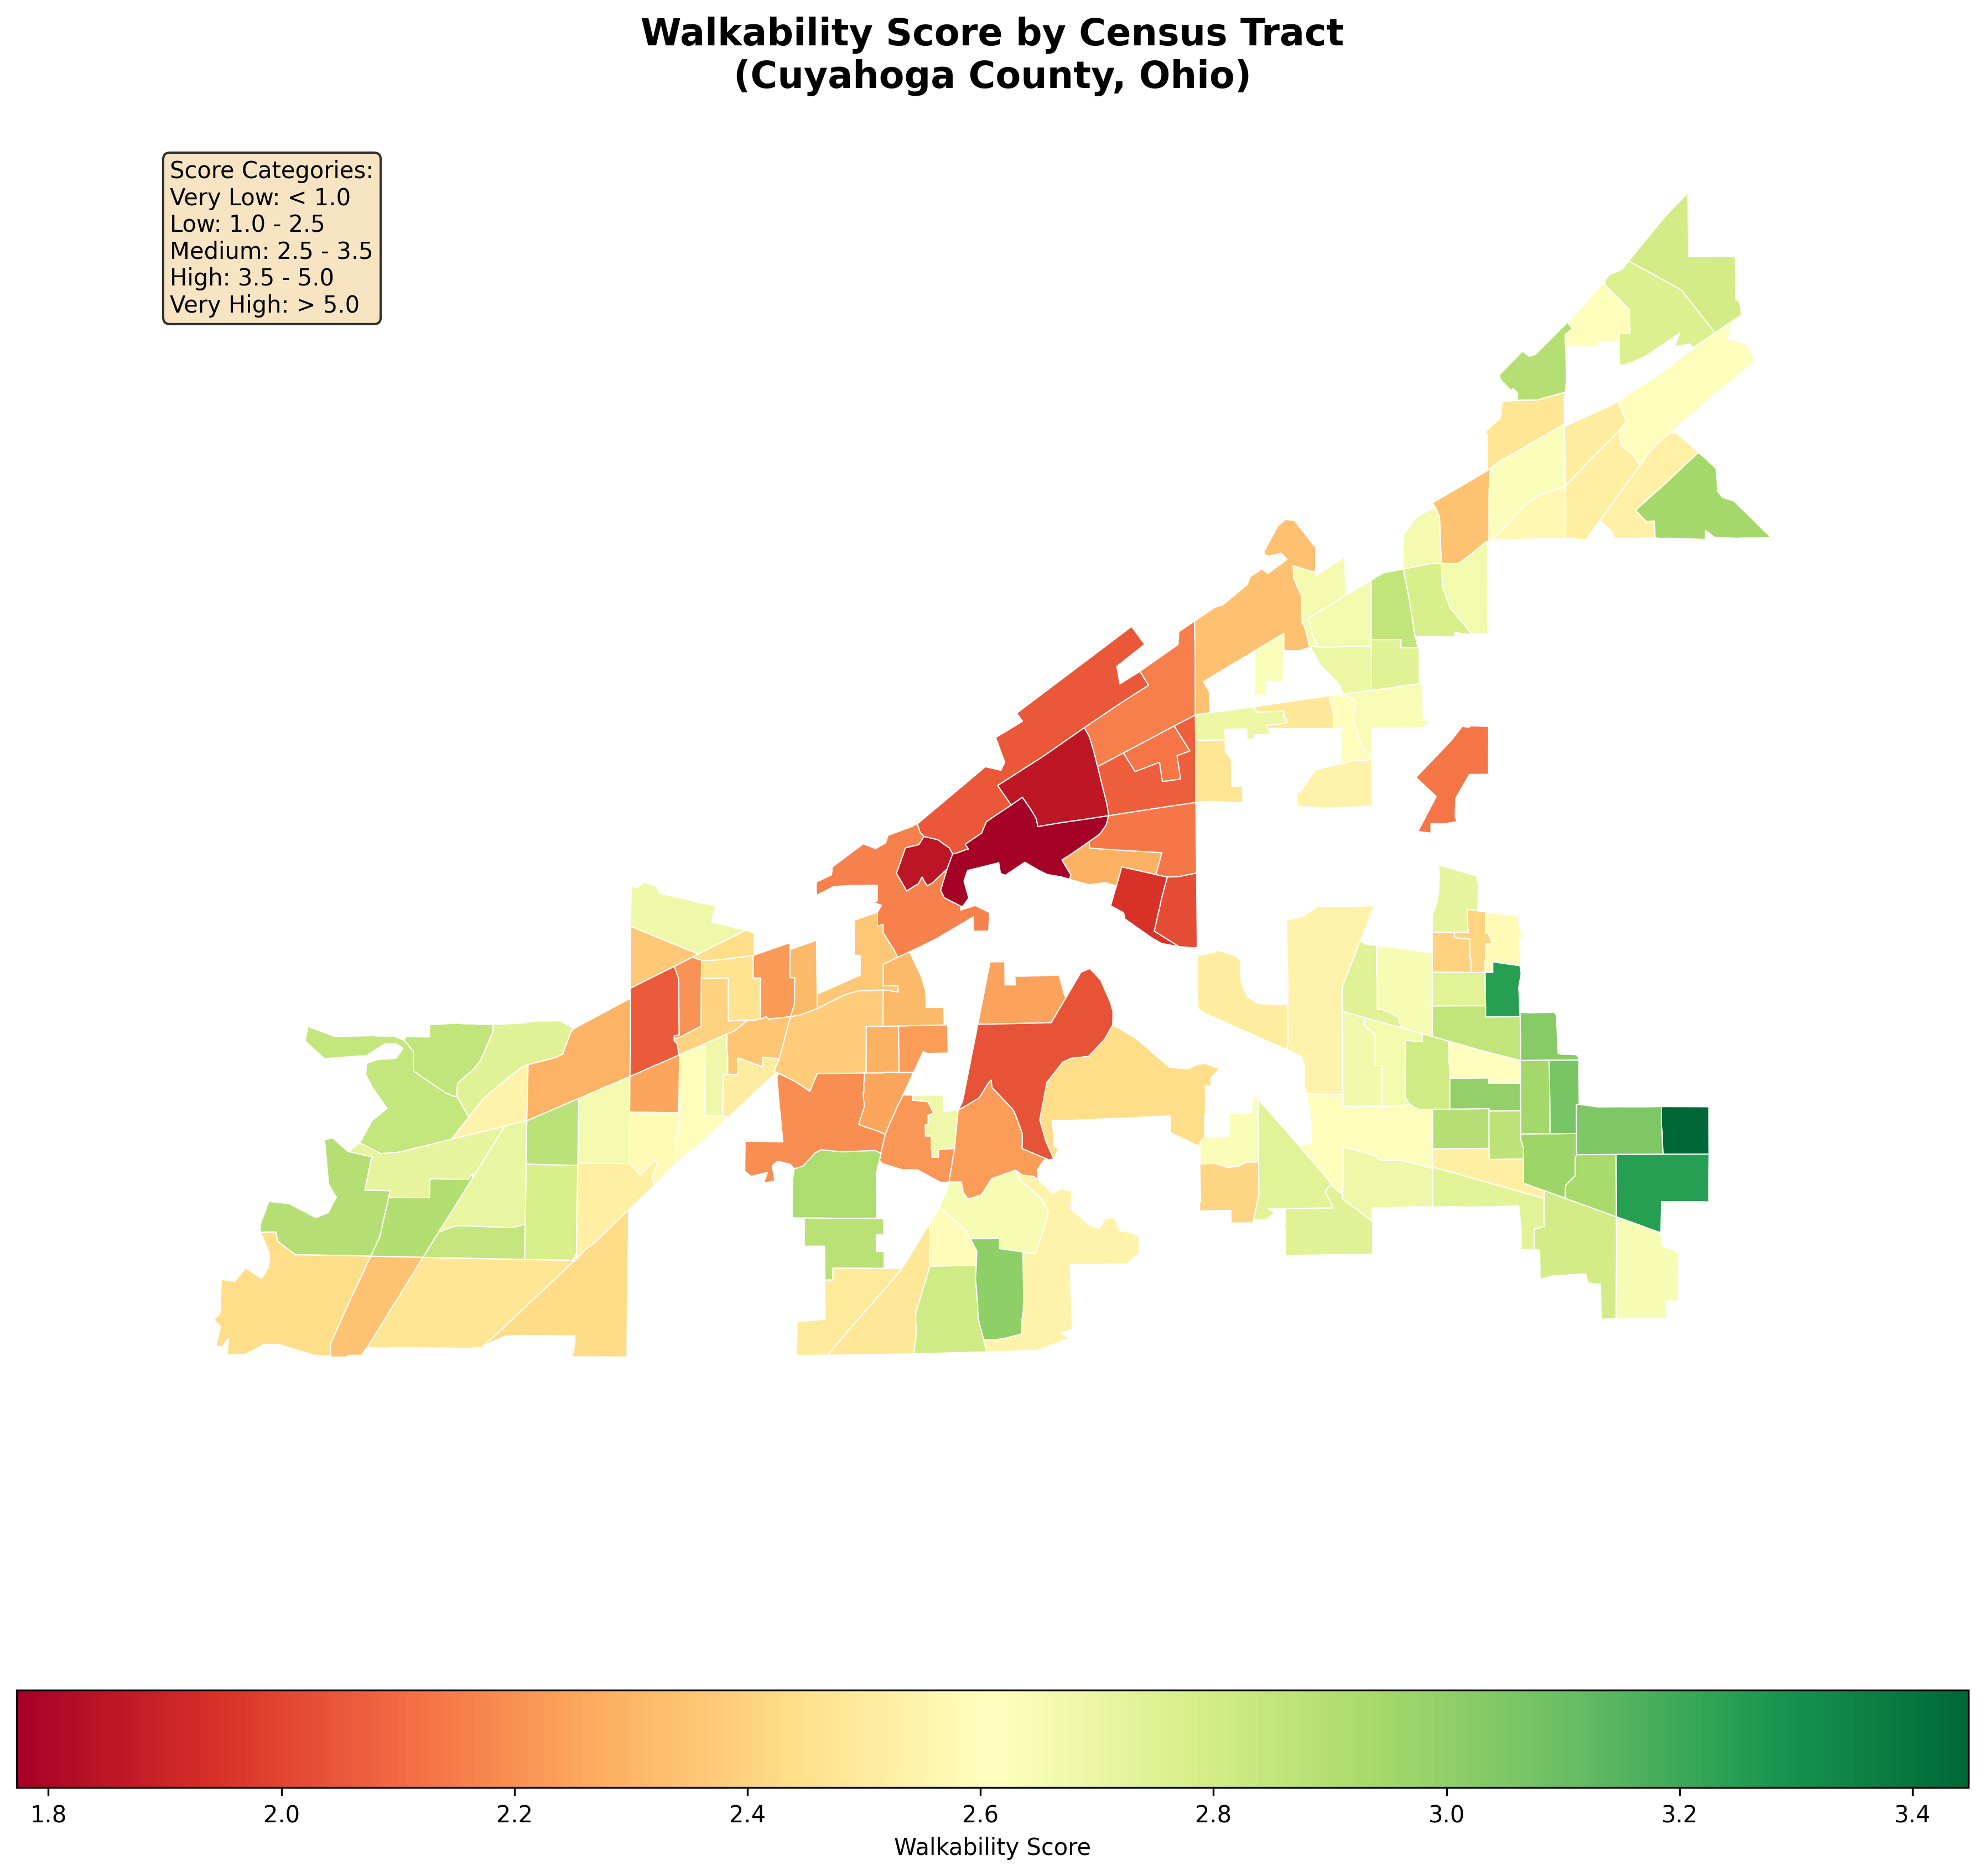 Walkability Score by Census Tract
(Cuyahoga County, Ohio)
Score Categories:
Very Low: < 1.0
Low: 1.0 - 2.5
Medium: 2.5 - 3.5
High: 3.5 - 5.0
Very High: > 5.0
1.8 2.0 2.2 2.4 2.6 2.8 3.0 3.2 3.4
Walkability Score